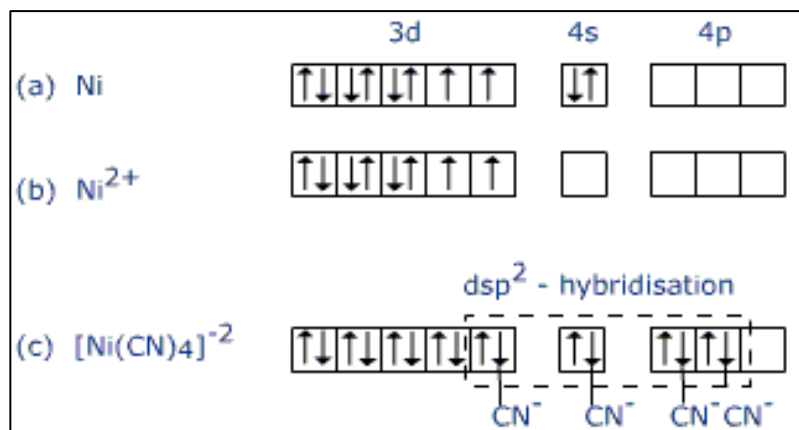 3d 4s 4p
(a) Ni
(b) Ni²⁺
dsp² - hybridisation
(c) [Ni(CN)₄]⁻²
CN⁻ CN⁻ CN⁻ CN⁻